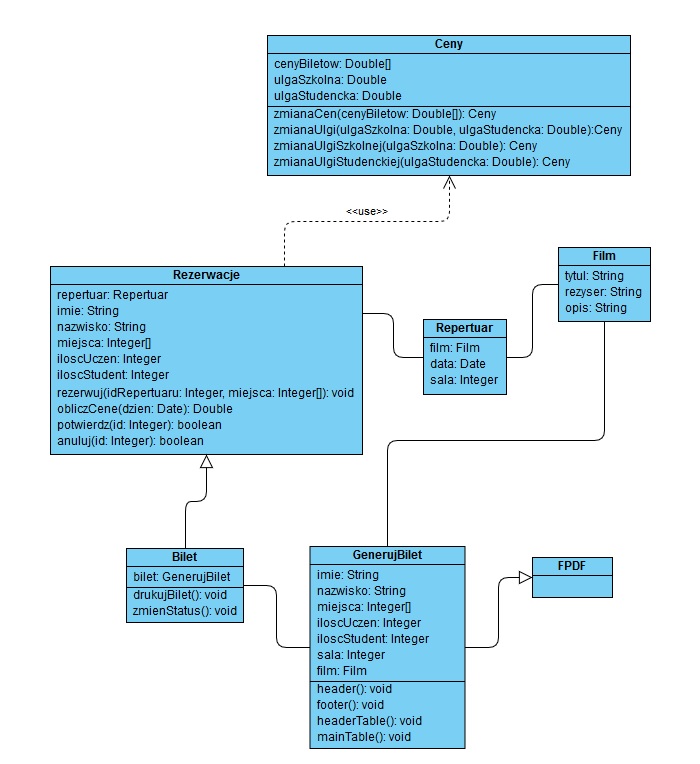 Ceny
cenyBiletow: Double[]
ulgaSzkolna: Double
ulgaStudencka: Double
zmianaCen(cenyBiletow: Double[]): Ceny
zmianaUlgi(ulgaSzkolna: Double, ulgaStudencka: Double):Ceny
zmianaUlgiSzkolnej(ulgaSzkolna: Double): Ceny
zmianaUlgiStudenckiej(ulgaStudencka: Double): Ceny
<<use>>
Rezerwacje
repertuar: Repertuar
imie: String
nazwisko: String
miejsca: Integer[]
iloscUczen: Integer
iloscStudent: Integer
rezerwuj(idRepertuaru: Integer, miejsca: Integer[]): void
obliczCene(dzien: Date): Double
potwierdz(id: Integer): boolean
anuluj(id: Integer): boolean
Repertuar
film: Film
data: Date
sala: Integer
Film
tytul: String
rezyser: String
opis: String
Bilet
bilet: GenerujBilet
drukujBilet(): void
zmienStatus(): void
GenerujBilet
imie: String
nazwisko: String
miejsca: Integer[]
iloscUczen: Integer
iloscStudent: Integer
sala: Integer
film: Film
header(): void
footer(): void
headerTable(): void
mainTable(): void
FPDF